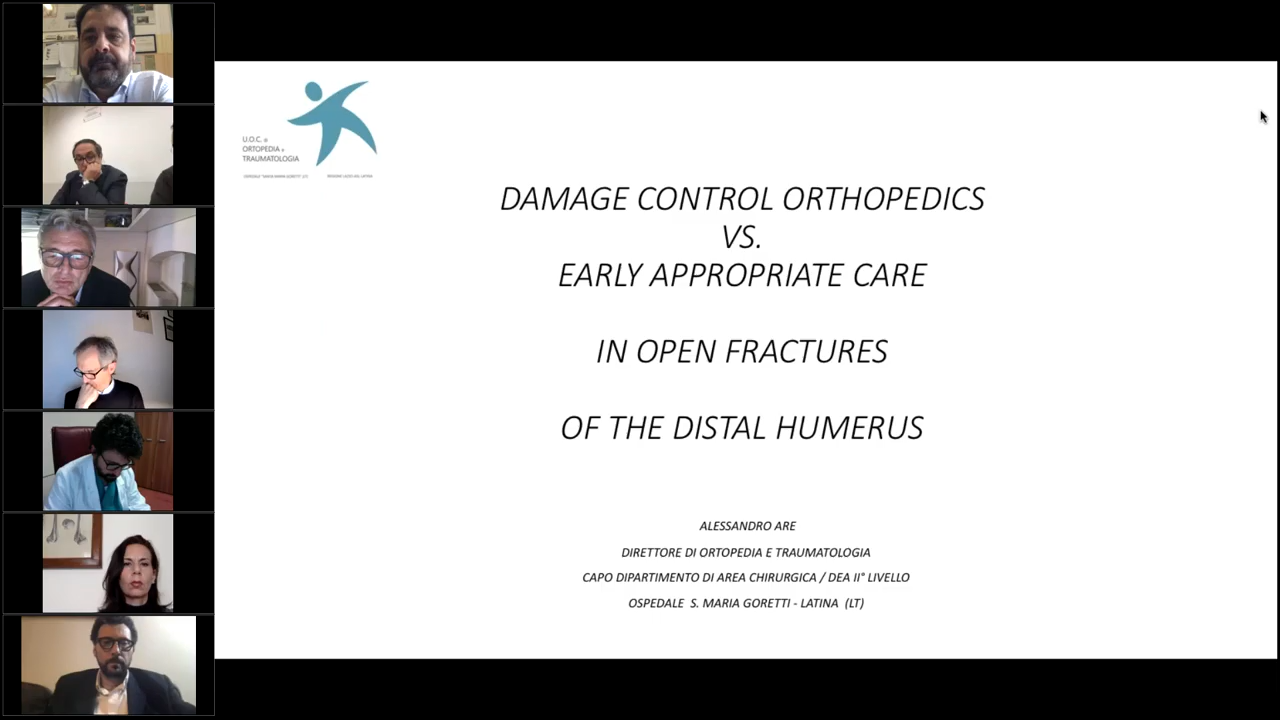 U.O.C. di
ORTOPEDIA e
TRAUMATOLOGIA
DAMAGE CONTROL ORTHOPEDICS
VS.
EARLY APPROPRIATE CARE
IN OPEN FRACTURES
OF THE DISTAL HUMERUS
ALESSANDRO ARE
DIRETTORE DI ORTOPEDIA E TRAUMATOLOGIA
CAPO DIPARTIMENTO DI AREA CHIRURGICA / DEA II° LIVELLO
OSPEDALE S. MARIA GORETTI - LATINA (LT)